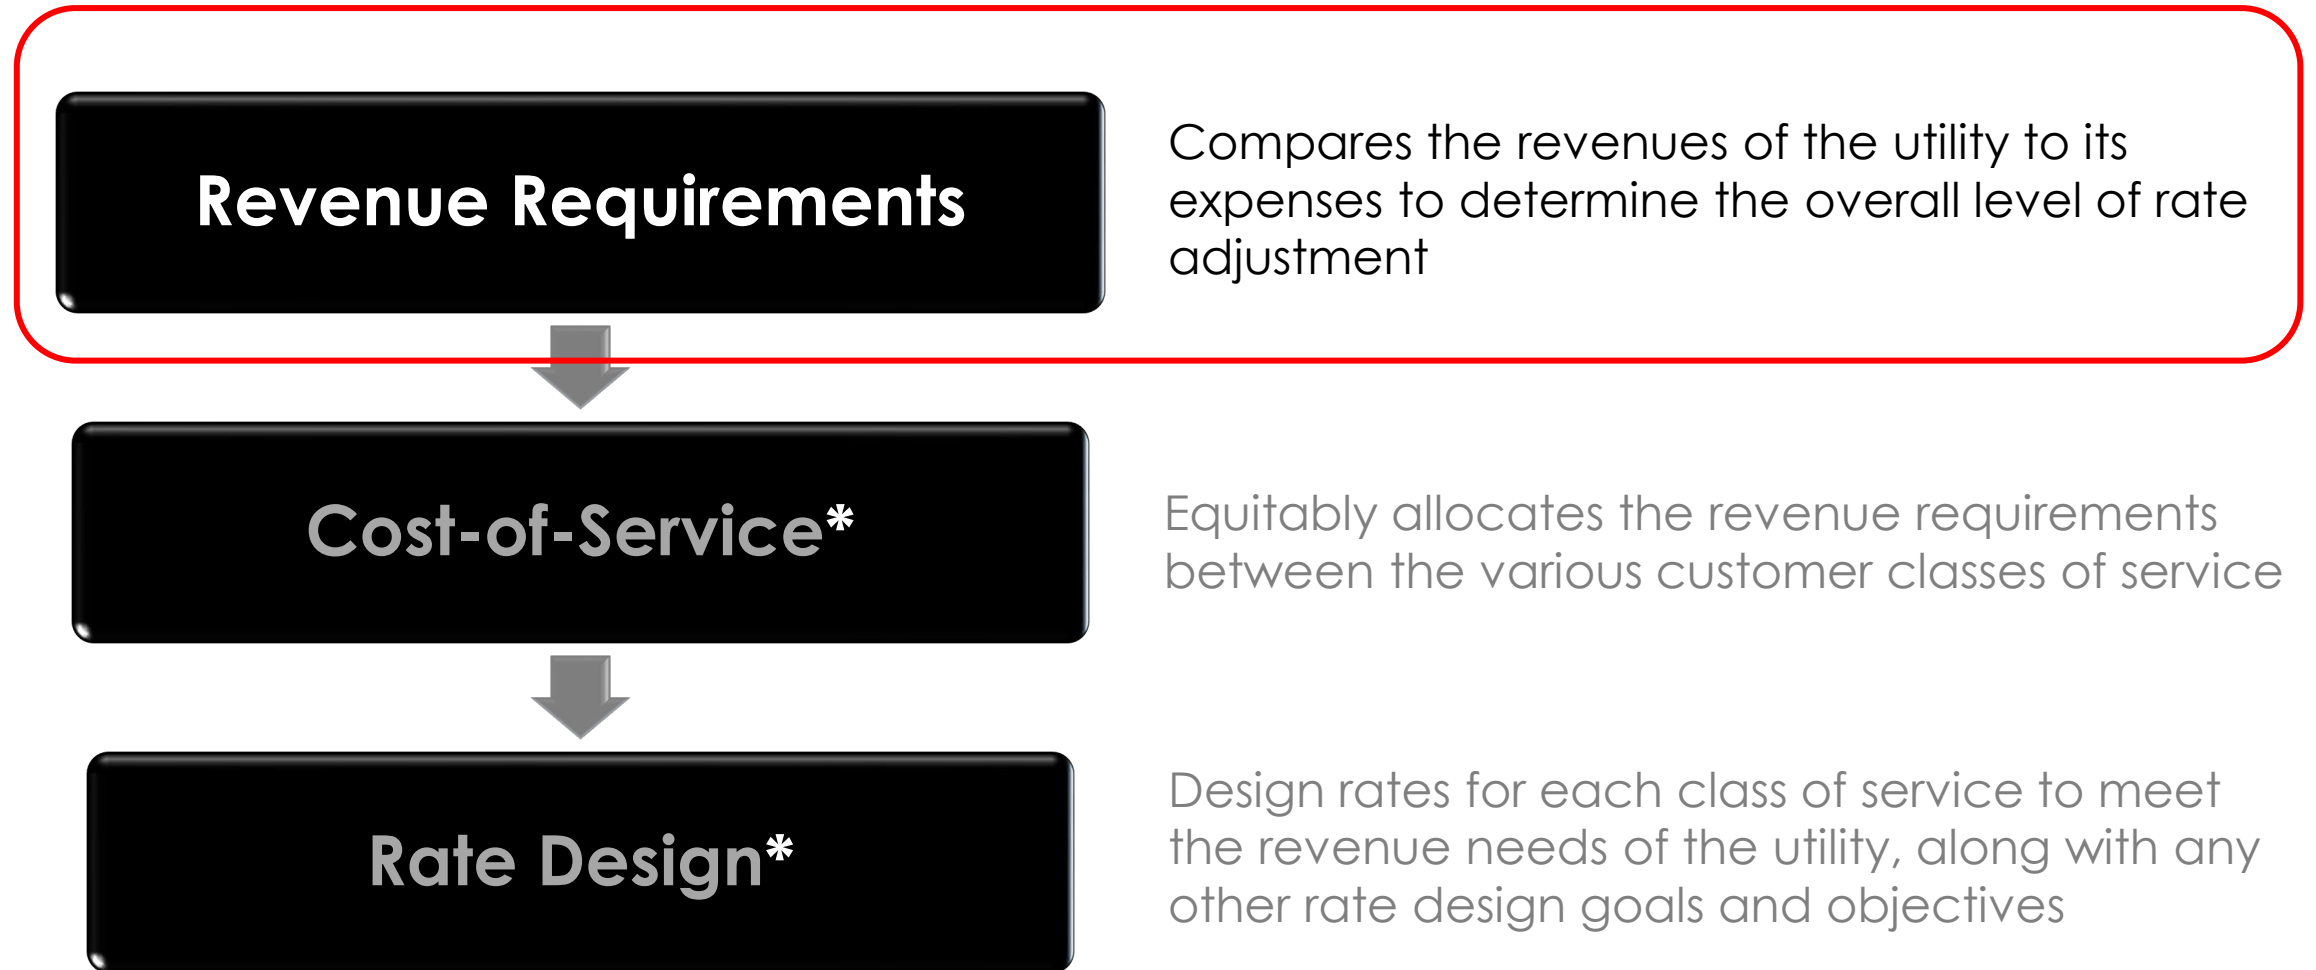 Revenue Requirements
Compares the revenues of the utility to its
expenses to determine the overall level of rate
adjustment
Cost-of-Service*
Equitably allocates the revenue requirements
between the various customer classes of service
Rate Design*
Design rates for each class of service to meet
the revenue needs of the utility, along with any
other rate design goals and objectives